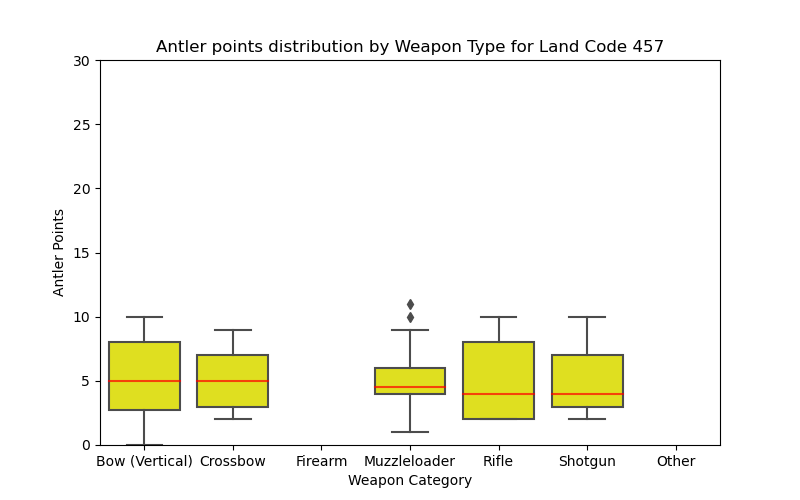 Antler points distribution by Weapon Type for Land Code 457
30
25
20
15
10
5
0
Antler Points
Bow (Vertical) Crossbow Firearm Muzzleloader Rifle Shotgun Other
Weapon Category